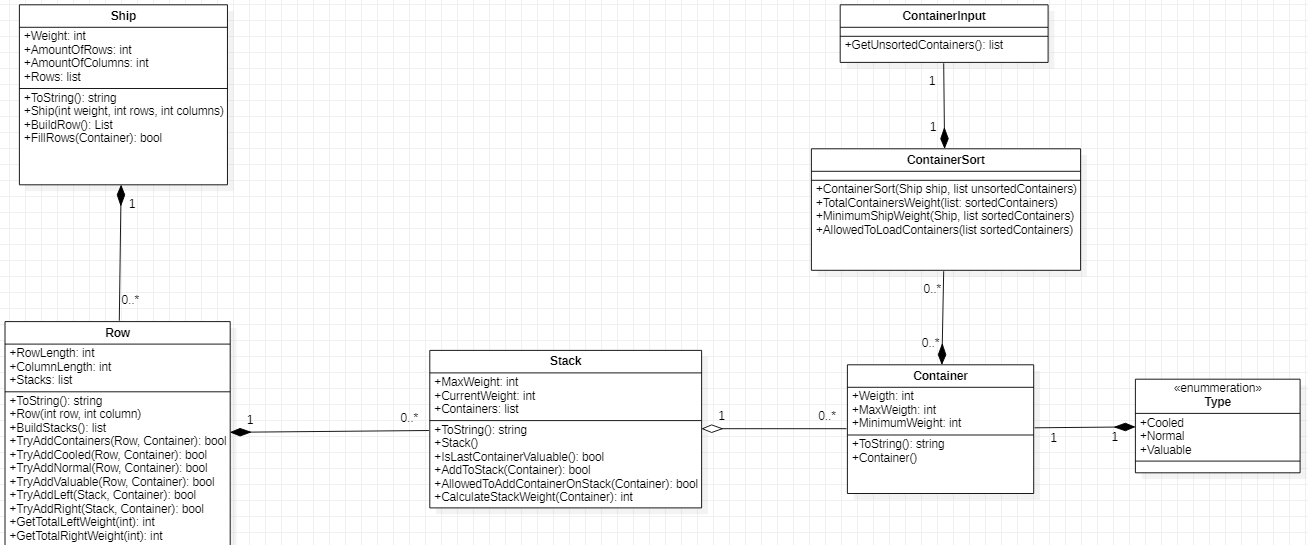 Ship
+Weight: int
+AmountOfRows: int
+AmountOfColumns: int
+Rows: list
+ToString(): string
+Ship(int weight, int rows, int columns)
+BuildRow(): List
+FillRows(Container): bool
1
0..*
Row
+RowLength: int
+ColumnLength: int
+Stacks: list
+ToString(): string
+Row(int row, int column)
+BuildStacks(): list
+TryAddContainers(Row, Container): bool
+TryAddCooled(Row, Container): bool
+TryAddNormal(Row, Container): bool
+TryAddValuable(Row, Container): bool
+TryAddLeft(Stack, Container): bool
+TryAddRight(Stack, Container): bool
+GetTotalLeftWeight(int): int
+GetTotalRightWeight(int): int
1
0..*
Stack
+MaxWeight: int
+CurrentWeight: int
+Containers: list
+ToString(): string
+Stack()
+IsLastContainerValuable(): bool
+AddToStack(Container): bool
+AllowedToAddContainerOnStack(Container): bool
+CalculateStackWeight(Container): int
1
0..*
ContainerInput
+GetUnsortedContainers(): list
1
1
ContainerSort
+ContainerSort(Ship ship, list unsortedContainers)
+TotalContainersWeight(list: sortedContainers)
+MinimumShipWeight(Ship, list sortedContainers)
+AllowedToLoadContainers(list sortedContainers)
0..*
0..*
Container
+Weigth: int
+MaxWeigth: int
+MinimumWeight: int
+ToString(): string
+Container()
1
1
«enummeration»
Type
+Cooled
+Normal
+Valuable